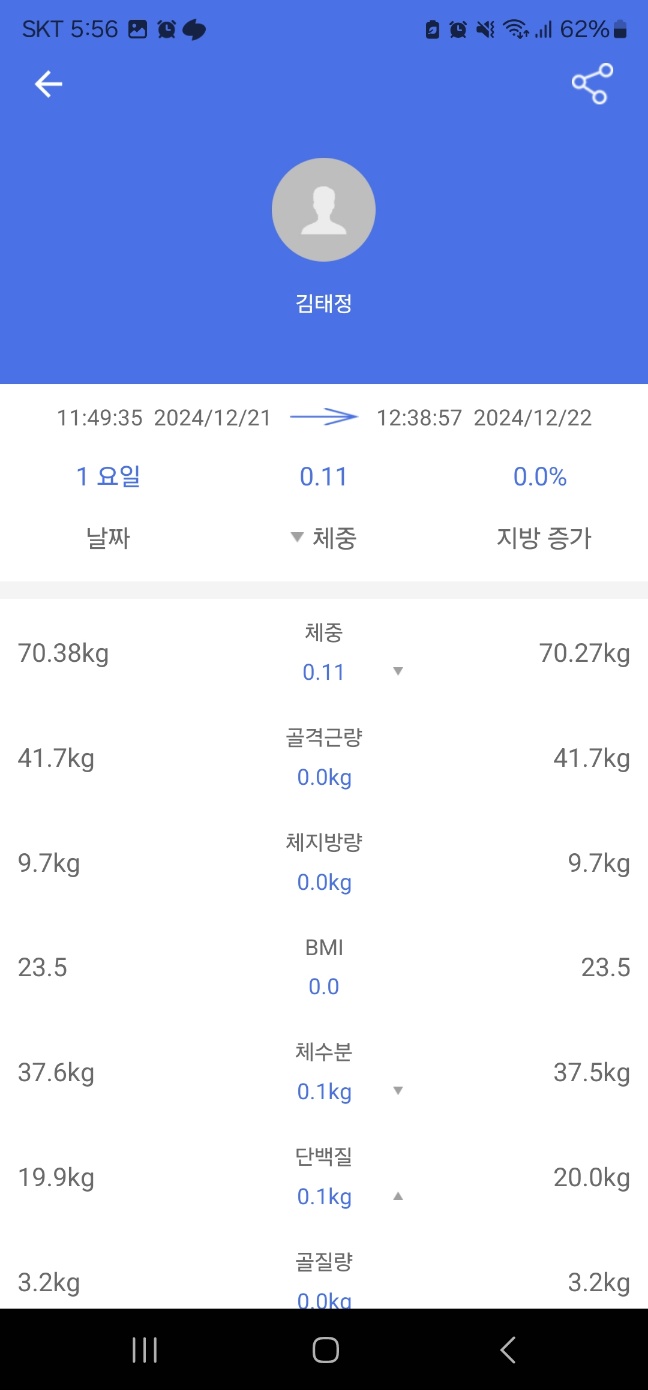 SKT 5:56 62%
김태정
11:49:35 2024/12/21 12:38:57 2024/12/22
1 요일 0.11 0.0%
날짜 ▼ 체중 지방 증가
체중
70.38kg 0.11 ▼ 70.27kg
골격근량
41.7kg 0.0kg 41.7kg
체지방량
9.7kg 0.0kg 9.7kg
BMI
23.5 0.0 23.5
체수분
37.6kg 0.1kg ▼ 37.5kg
단백질
19.9kg 0.1kg ▲ 20.0kg
골질량
3.2kg 0.0kg 3.2kg